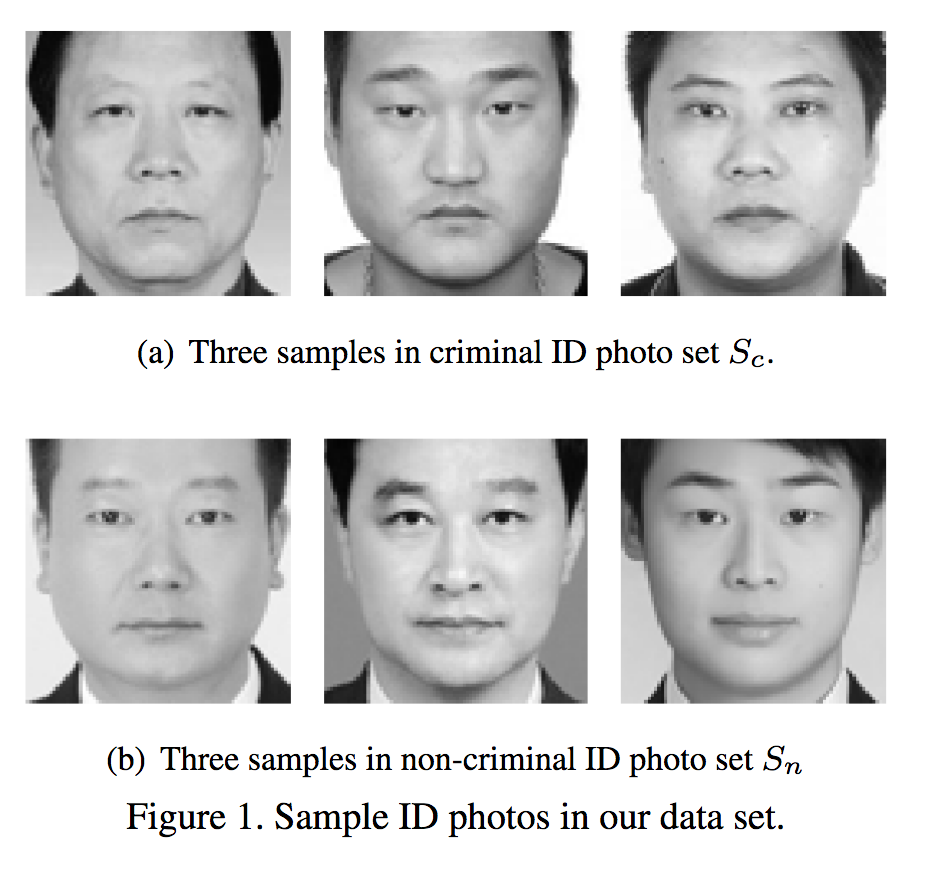 (a) Three samples in criminal ID photo set S_c.
(b) Three samples in non-criminal ID photo set S_n
Figure 1. Sample ID photos in our data set.